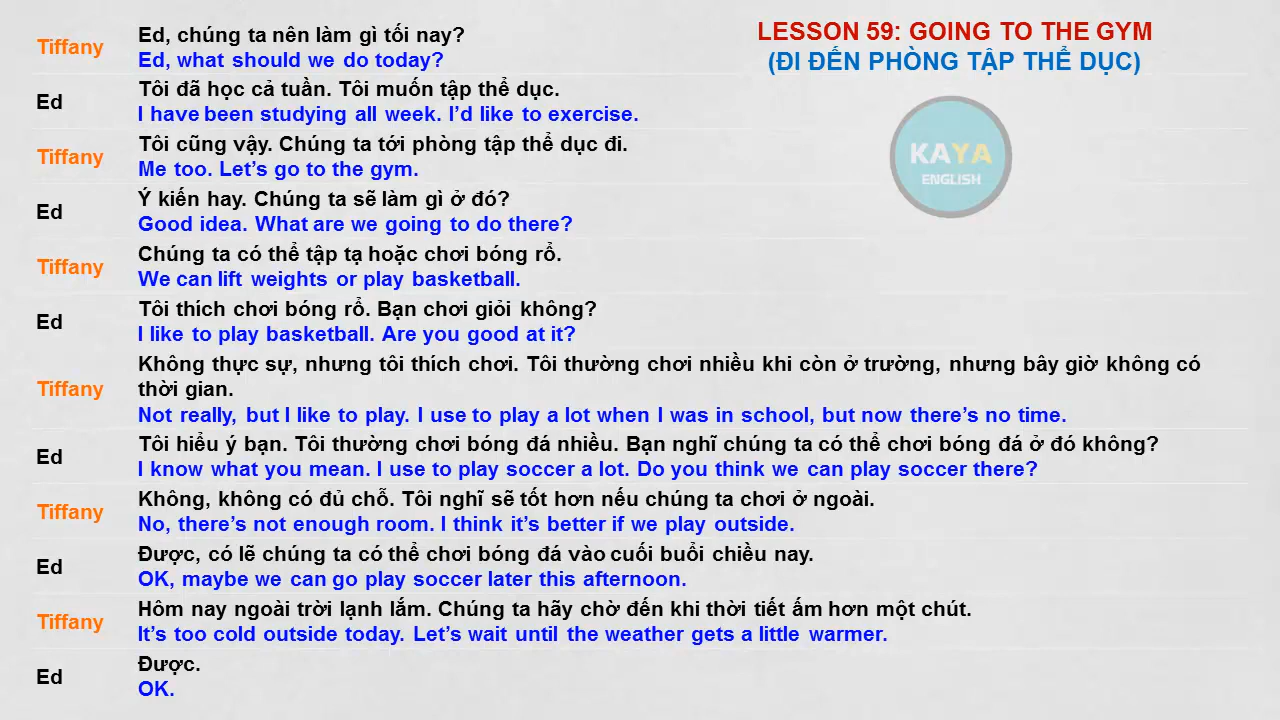 LESSON 59: GOING TO THE GYM
(ĐI ĐẾN PHÒNG TẬP THỂ DỤC)
KAYA
ENGLISH
Tiffany
Ed, chúng ta nên làm gì tối nay?
Ed, what should we do today?
Ed
Tôi đã học cả tuần. Tôi muốn tập thể dục.
I have been studying all week. I’d like to exercise.
Tiffany
Tôi cũng vậy. Chúng ta tới phòng tập thể dục đi.
Me too. Let’s go to the gym.
Ed
Ý kiến hay. Chúng ta sẽ làm gì ở đó?
Good idea. What are we going to do there?
Tiffany
Chúng ta có thể tập tạ hoặc chơi bóng rổ.
We can lift weights or play basketball.
Ed
Tôi thích chơi bóng rổ. Bạn chơi giỏi không?
I like to play basketball. Are you good at it?
Tiffany
Không thực sự, nhưng tôi thích chơi. Tôi thường chơi nhiều khi còn ở trường, nhưng bây giờ không có
thời gian.
Not really, but I like to play. I use to play a lot when I was in school, but now there’s no time.
Ed
Tôi hiểu ý bạn. Tôi thường chơi bóng đá nhiều. Bạn nghĩ chúng ta có thể chơi bóng đá ở đó không?
I know what you mean. I use to play soccer a lot. Do you think we can play soccer there?
Tiffany
Không, không có đủ chỗ. Tôi nghĩ sẽ tốt hơn nếu chúng ta chơi ở ngoài.
No, there’s not enough room. I think it’s better if we play outside.
Ed
Được, có lẽ chúng ta có thể chơi bóng đá vào cuối buổi chiều nay.
OK, maybe we can go play soccer later this afternoon.
Tiffany
Hôm nay ngoài trời lạnh lắm. Chúng ta hãy chờ đến khi thời tiết ấm hơn một chút.
It’s too cold outside today. Let’s wait until the weather gets a little warmer.
Ed
Được.
OK.